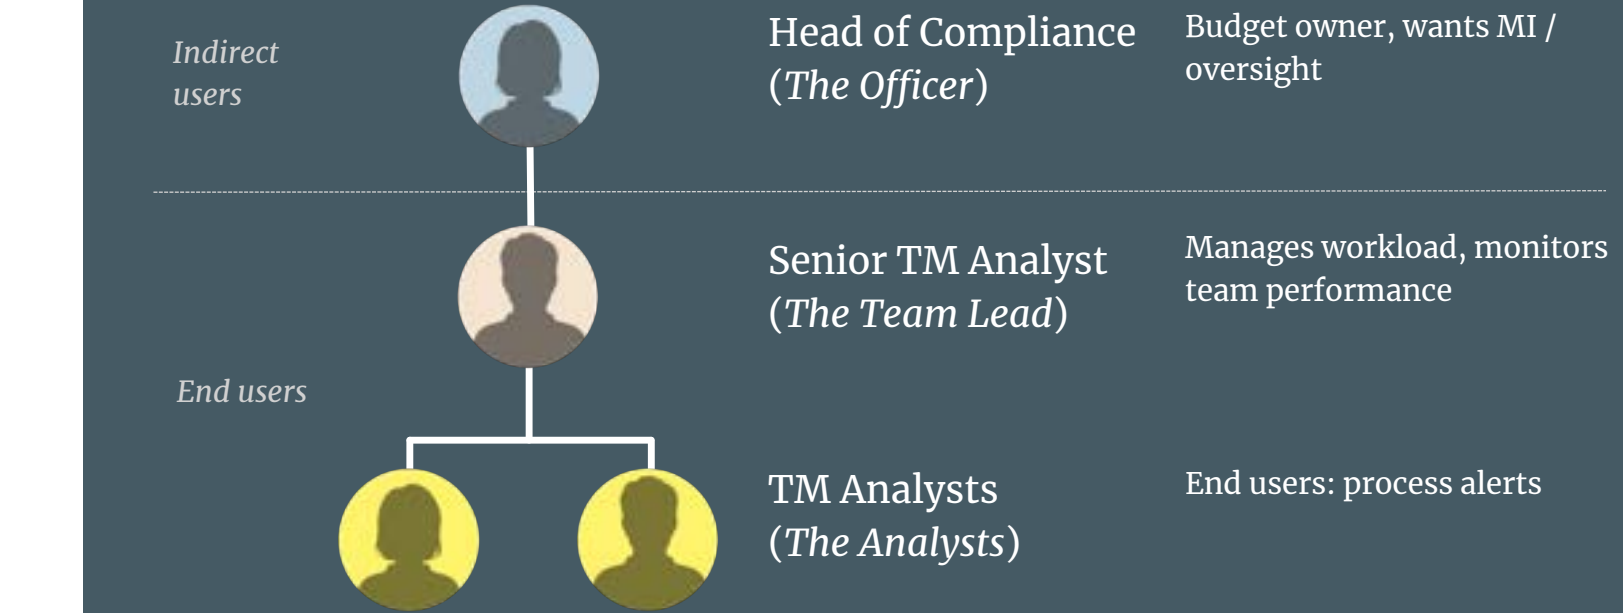 Indirect
users
Head of Compliance
(The Officer)
Budget owner, wants MI /
oversight
Senior TM Analyst
(The Team Lead)
Manages workload, monitors
team performance
End users
TM Analysts
(The Analysts)
End users: process alerts